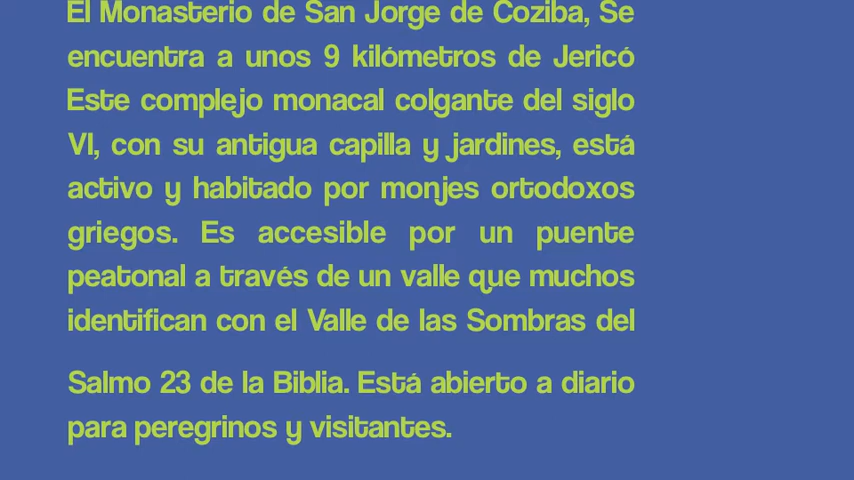 El Monasterio de San Jorge de Coziba, Se
encuentra a unos 9 kilómetros de Jericó
Este complejo monacal colgante del siglo
VI, con su antigua capilla y jardines, está
activo y habitado por monjes ortodoxos
griegos. Es accesible por un puente
peatonal a través de un valle que muchos
identifican con el Valle de las Sombras del
Salmo 23 de la Biblia. Está abierto a diario
para peregrinos y visitantes.